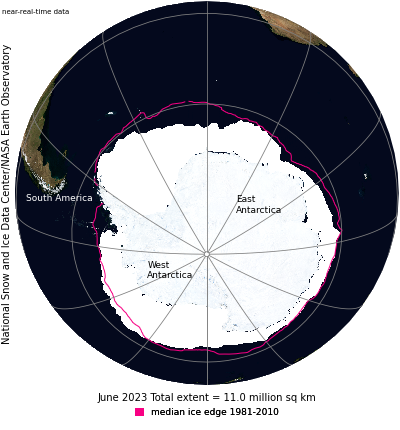 near-real-time data
National Snow and Ice Data Center/NASA Earth Observatory
South America
East
Antarctica
West
Antarctica
June 2023 Total extent = 11.0 million sq km
median ice edge 1981-2010